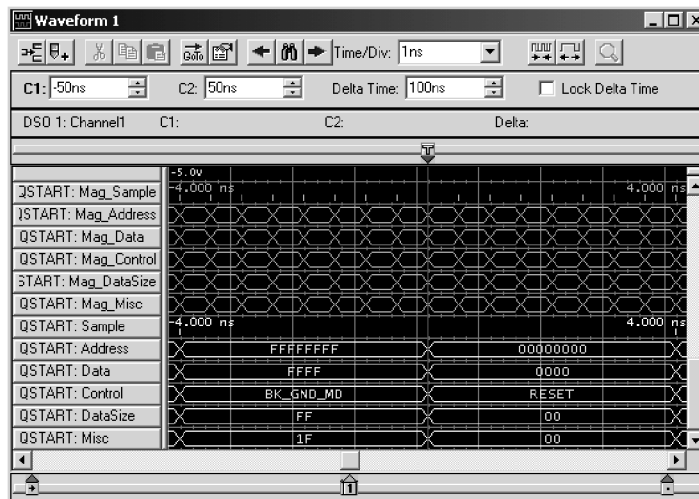 Waveform 1
Goto Time/Div: 1ns
C1: -50ns C2: 50ns Delta Time: 100ns Lock Delta Time
DSO 1: Channel1 C1: C2: Delta:
T
-5.0V
QSTART: Mag_Sample -4.000 ns 4.000 ns
QSTART: Mag_Address
QSTART: Mag_Data
QSTART: Mag_Control
START: Mag_DataSize
QSTART: Mag_Misc
QSTART: Sample -4.000 ns 4.000 ns
QSTART: Address FFFFFFFF 00000000
QSTART: Data FFFF 0000
QSTART: Control BK_GND_MD RESET
QSTART: DataSize FF 00
QSTART: Misc 1F 00
1